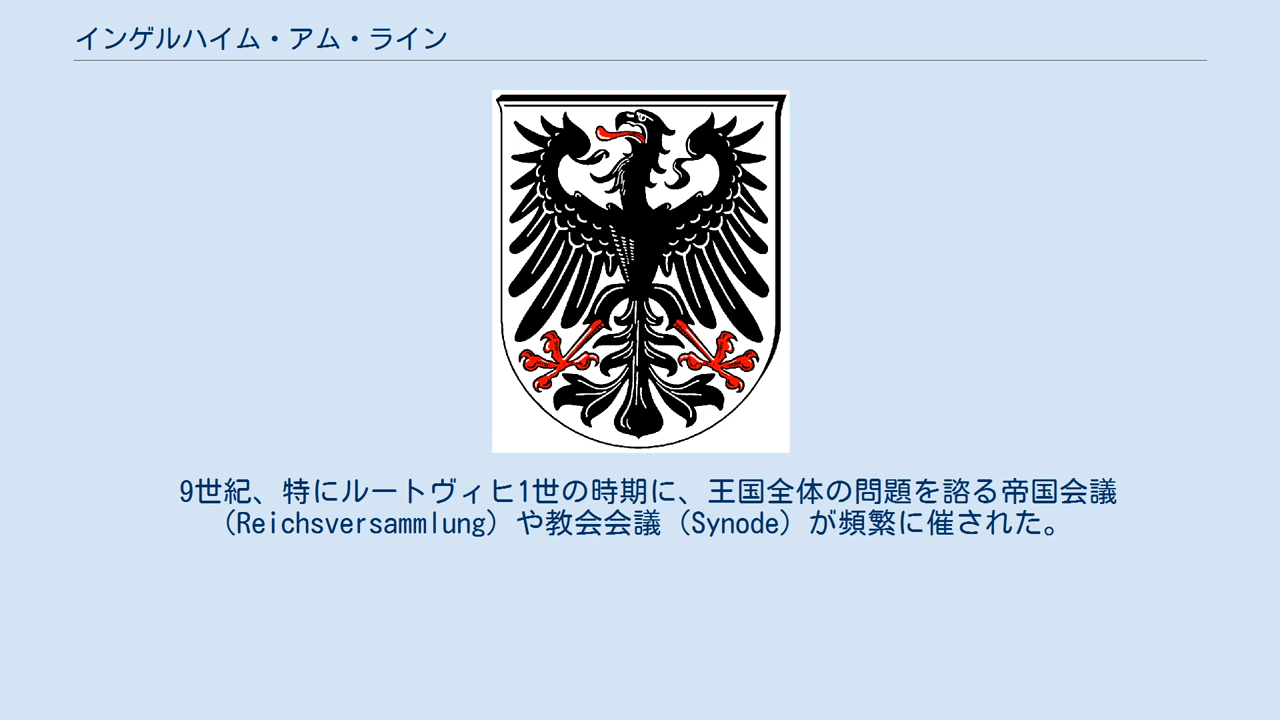 インゲルハイム・アム・ライン
9世紀、特にルートヴィヒ1世の時期に、王国全体の問題を諮る帝国会議
（Reichsversammlung）や教会会議（Synode）が頻繁に催された。